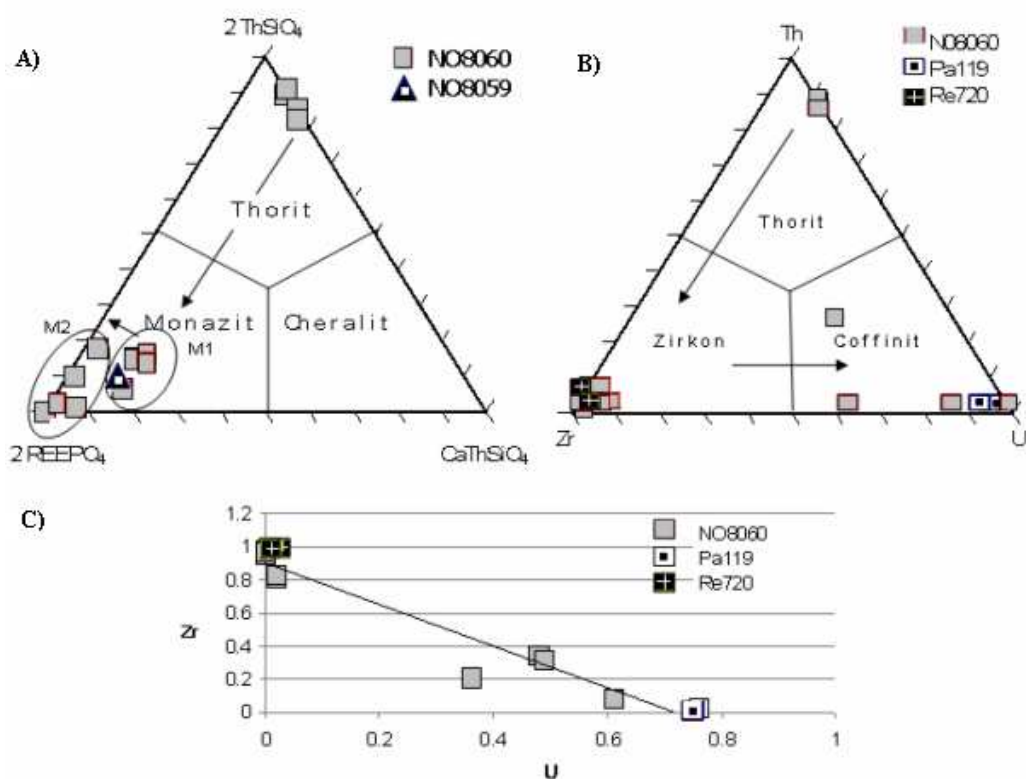 A)
2 ThSiO₄
NO8060
NO8059
Thorit
Monazit
Cheralit
M2
M1
2 REEPO₄
CaThSiO₄
B)
Th
N08060
Pa119
Re720
Thorit
Zirkon
Coffinit
Zr
U
C)
1.2
1
0.8
0.6
0.4
0.2
0
Zr
NO8060
Pa119
Re720
0 0.2 0.4 0.6 0.8 1
U